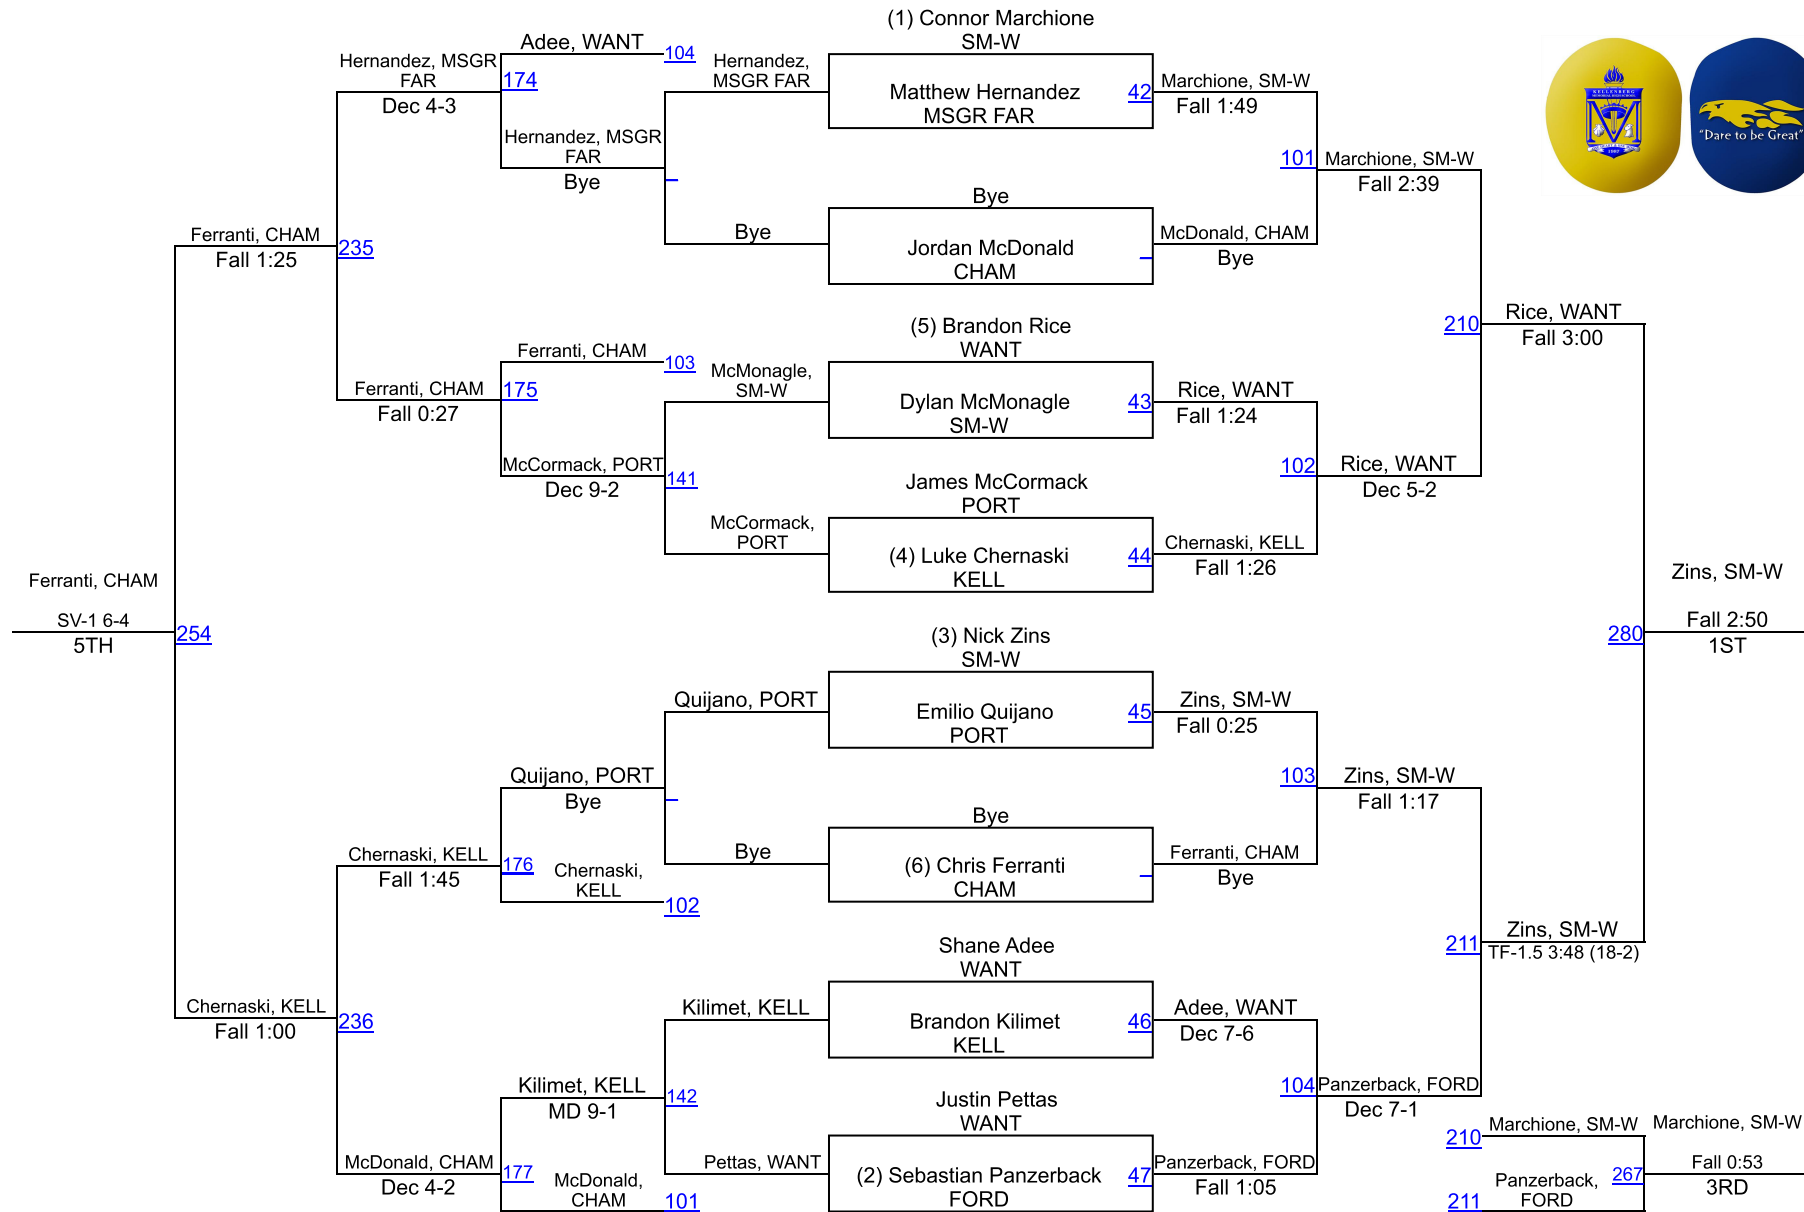 (1) Connor Marchione
SM-W
Matthew Hernandez
MSGR FAR
42
Bye
Jordan McDonald
CHAM
(5) Brandon Rice
WANT
Dylan McMonagle
SM-W
43
James McCormack
PORT
(4) Luke Chernaski
KELL
44
(3) Nick Zins
SM-W
Emilio Quijano
PORT
45
Bye
(6) Chris Ferranti
CHAM
Shane Adee
WANT
Brandon Kilimet
KELL
46
Justin Pettas
WANT
(2) Sebastian Panzerback
FORD
47
Marchione, SM-W
Fall 1:49
McDonald, CHAM
Bye
Rice, WANT
Fall 1:24
Chernaski, KELL
Fall 1:26
Zins, SM-W
Fall 0:25
Ferranti, CHAM
Bye
Adee, WANT
Dec 7-6
Panzerback, FORD
Fall 1:05
101
Marchione, SM-W
Fall 2:39
102
Rice, WANT
Dec 5-2
103
Zins, SM-W
Fall 1:17
104
Panzerback, FORD
Dec 7-1
210
Rice, WANT
Fall 3:00
211
Zins, SM-W
TF-1.5 3:48 (18-2)
280
Zins, SM-W
Fall 2:50
1ST
210
Marchione, SM-W
211
Panzerback,
FORD
267
Marchione, SM-W
Fall 0:53
3RD
Hernandez,
MSGR FAR
Bye
McMonagle,
SM-W
McCormack,
PORT
Quijano, PORT
Bye
Kilimet, KELL
Pettas, WANT
Adee, WANT
104
Hernandez, MSGR
FAR
Bye
Ferranti, CHAM
103
McCormack, PORT
Dec 9-2
141
Quijano, PORT
Bye
Chernaski,
KELL
102
Kilimet, KELL
MD 9-1
142
McDonald,
CHAM
101
Hernandez, MSGR
FAR
Dec 4-3
174
Ferranti, CHAM
Fall 0:27
175
Chernaski, KELL
Fall 1:45
176
McDonald, CHAM
Dec 4-2
177
Ferranti, CHAM
Fall 1:25
235
Chernaski, KELL
Fall 1:00
236
Ferranti, CHAM
SV-1 6-4
5TH
254
KELLENBERG
MEMORIAL HIGH SCHOOL
1987
"Dare to be Great"